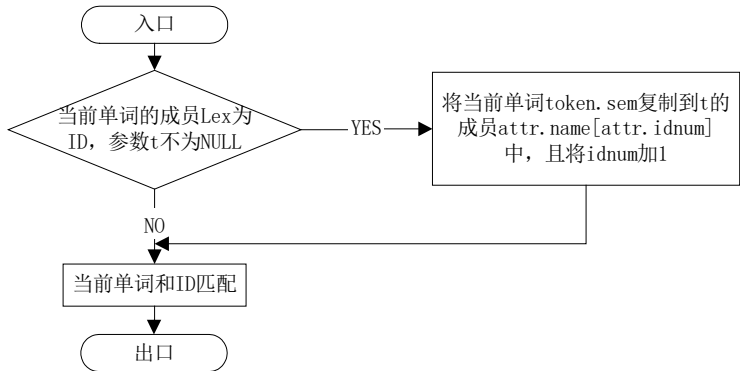 入口
当前单词的成员Lex为
ID，参数t不为NULL
YES
将当前单词token.sem复制到t的
成员attr.name[attr.idnum]
中，且将idnum加1
NO
当前单词和ID匹配
出口